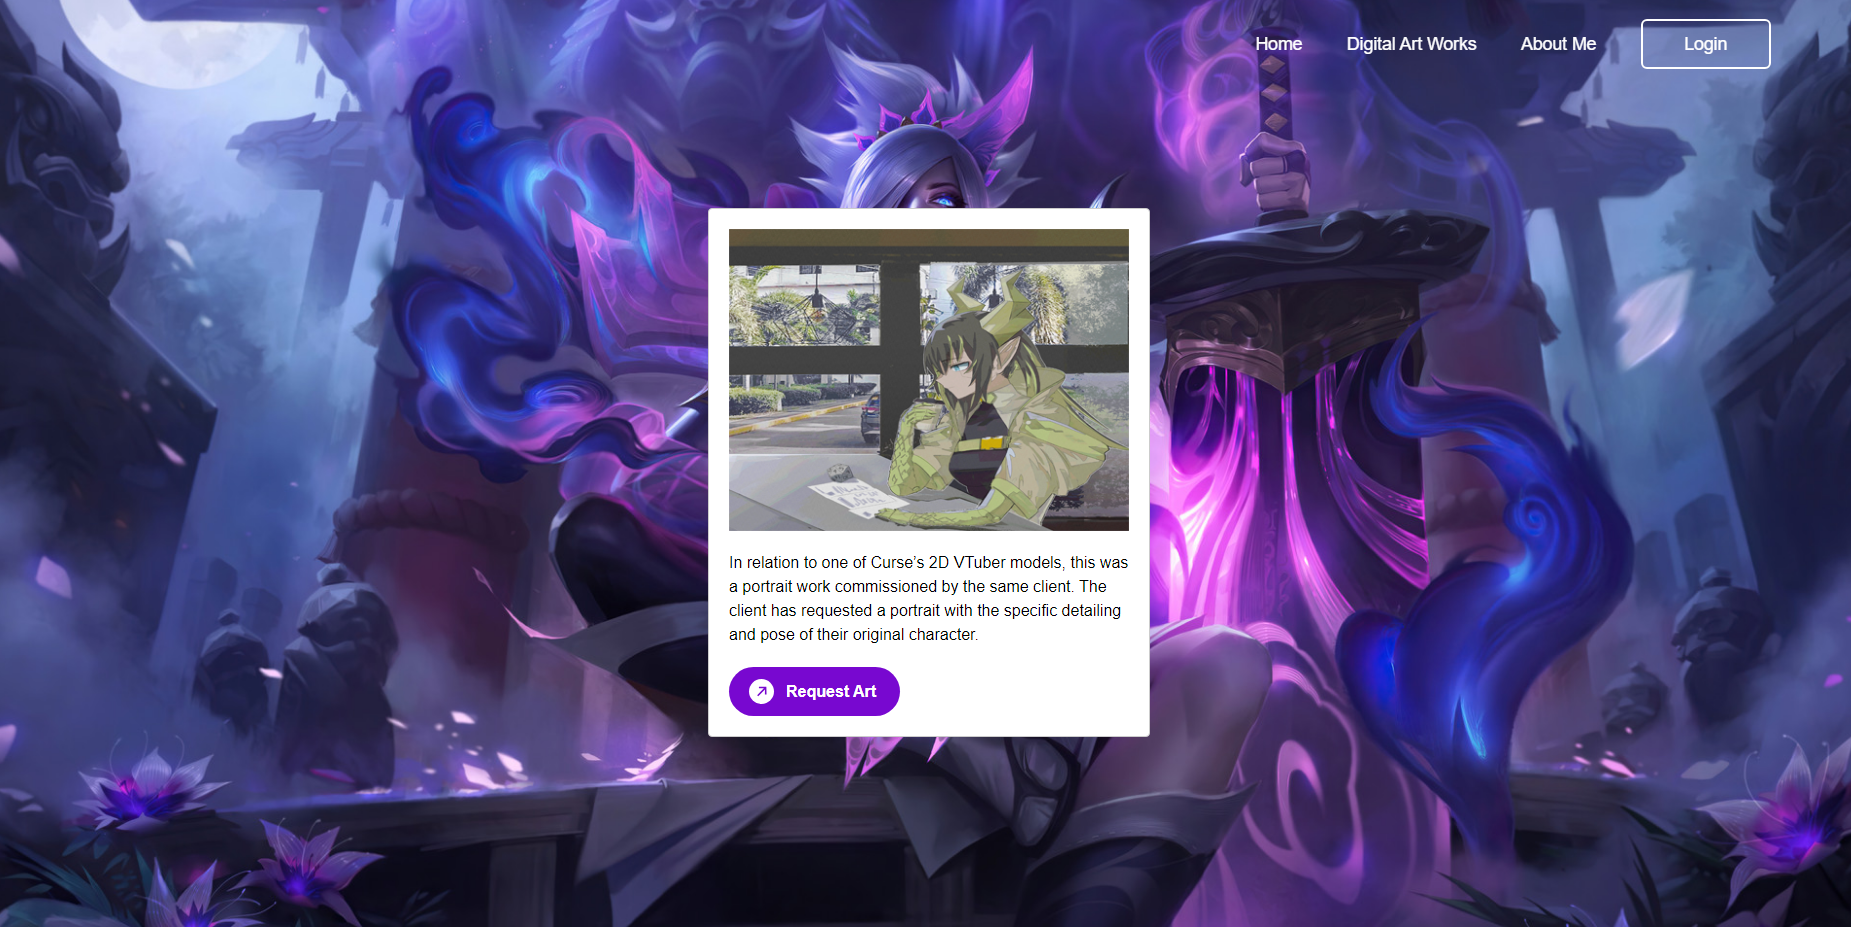 Home
Digital Art Works
About Me
Login
In relation to one of Curse’s 2D VTuber models, this was
a portrait work commissioned by the same client. The
client has requested a portrait with the specific detailing
and pose of their original character.
Request Art